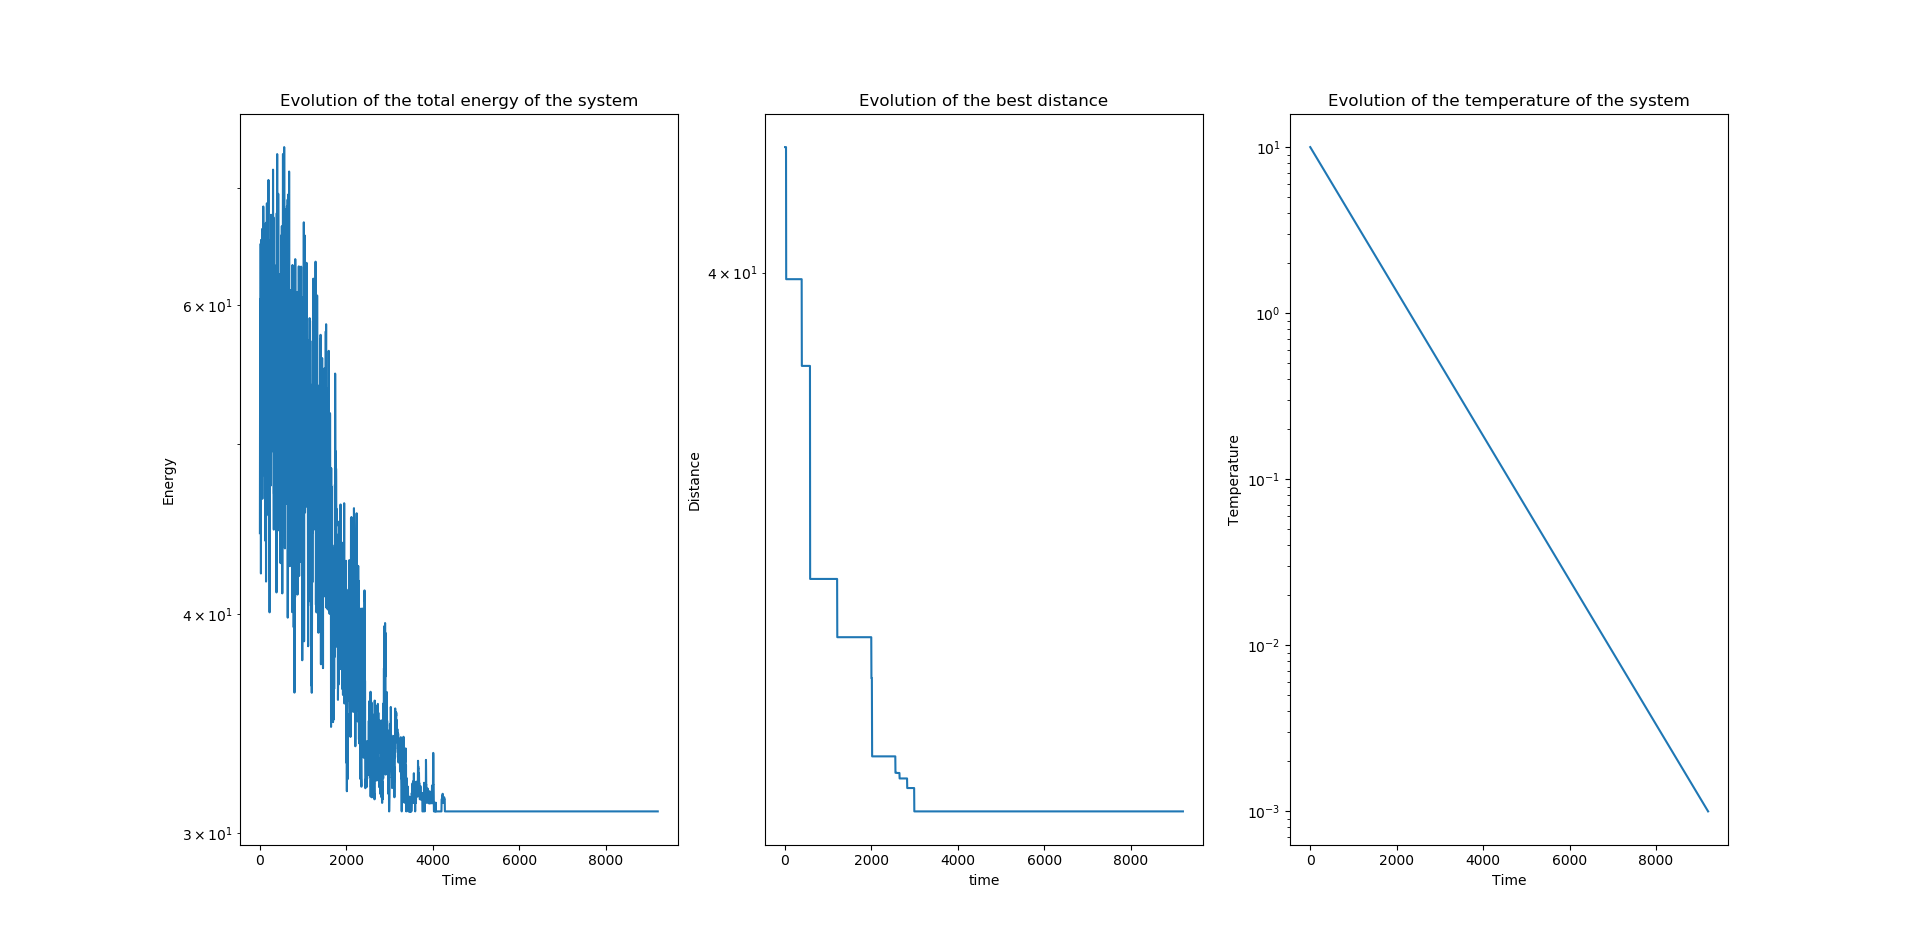 Evolution of the total energy of the system
Energy
6 × 10¹
4 × 10¹
3 × 10¹
0 2000 4000 6000 8000
Time
Evolution of the best distance
Distance
4 × 10¹
0 2000 4000 6000 8000
time
Evolution of the temperature of the system
Temperature
10¹
10⁰
10⁻¹
10⁻²
10⁻³
0 2000 4000 6000 8000
Time